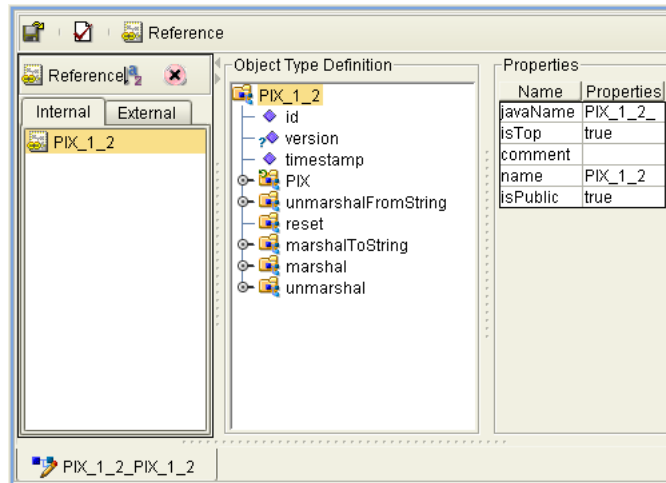 Reference
Reference
Internal External
PIX_1_2
Object Type Definition
PIX_1_2
id
version
timestamp
PIX
unmarshalFromString
reset
marshalToString
marshal
unmarshal
Properties
Name Properties
javaName PIX_1_2_
isTop true
comment
name PIX_1_2
isPublic true
PIX_1_2_PIX_1_2